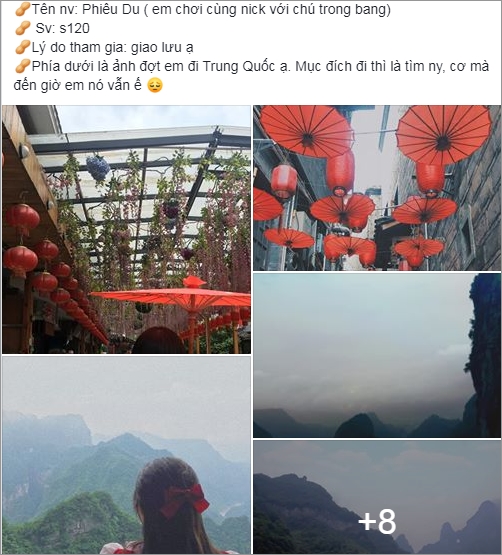 🥜Tên nv: Phiêu Du ( em chơi cùng nick với chú trong bang)
🥜 Sv: s120
🥜Lý do tham gia: giao lưu ạ
🥜Phía dưới là ảnh đợt em đi Trung Quốc ạ. Mục đích đi thì là tìm ny, cơ mà
đến giờ em nó vẫn ế 😔
+8